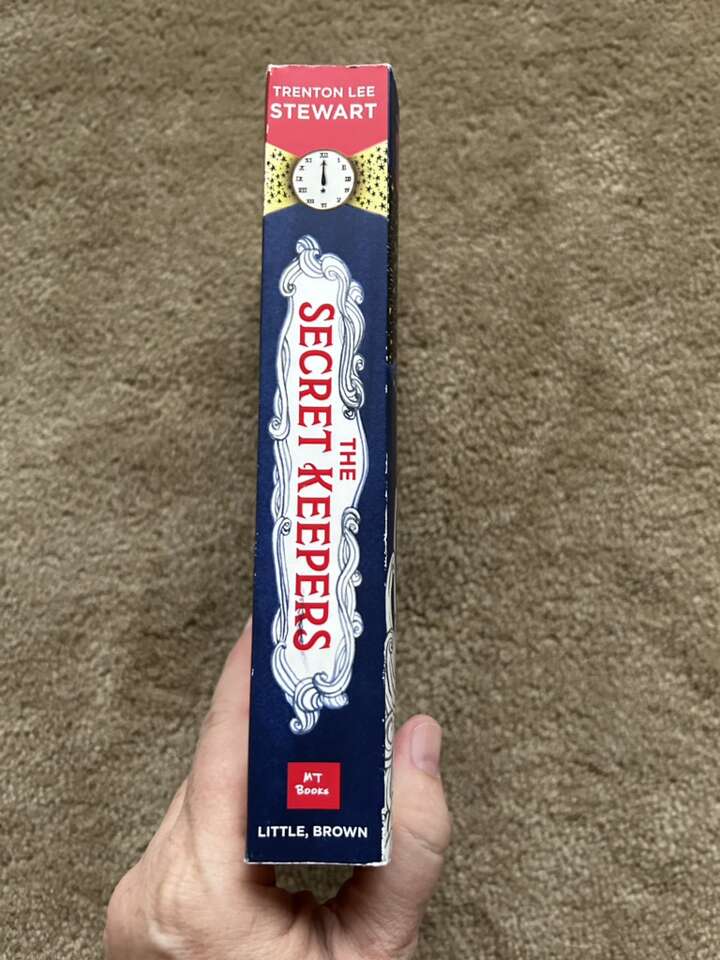 TRENTON LEE
STEWART
THE
SECRET KEEPERS
MT
BOOKS
LITTLE, BROWN